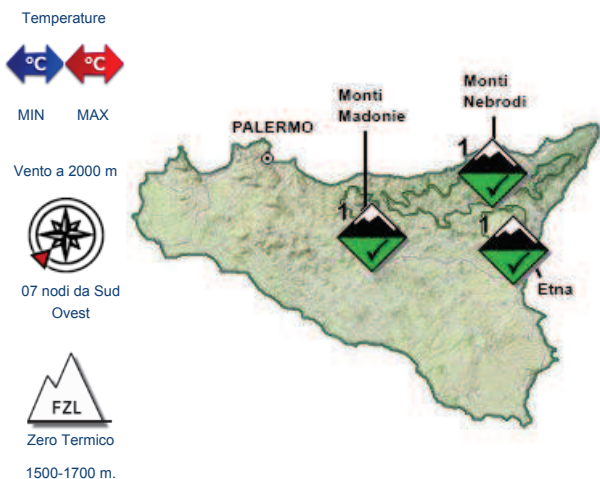 Temperature
°C °C
MIN MAX
Vento a 2000 m
07 nodi da Sud
Ovest
FZL
Zero Termico
1500-1700 m.
Monti
Nebrodi
Monti
Madonie
PALERMO
1
1
1
Etna